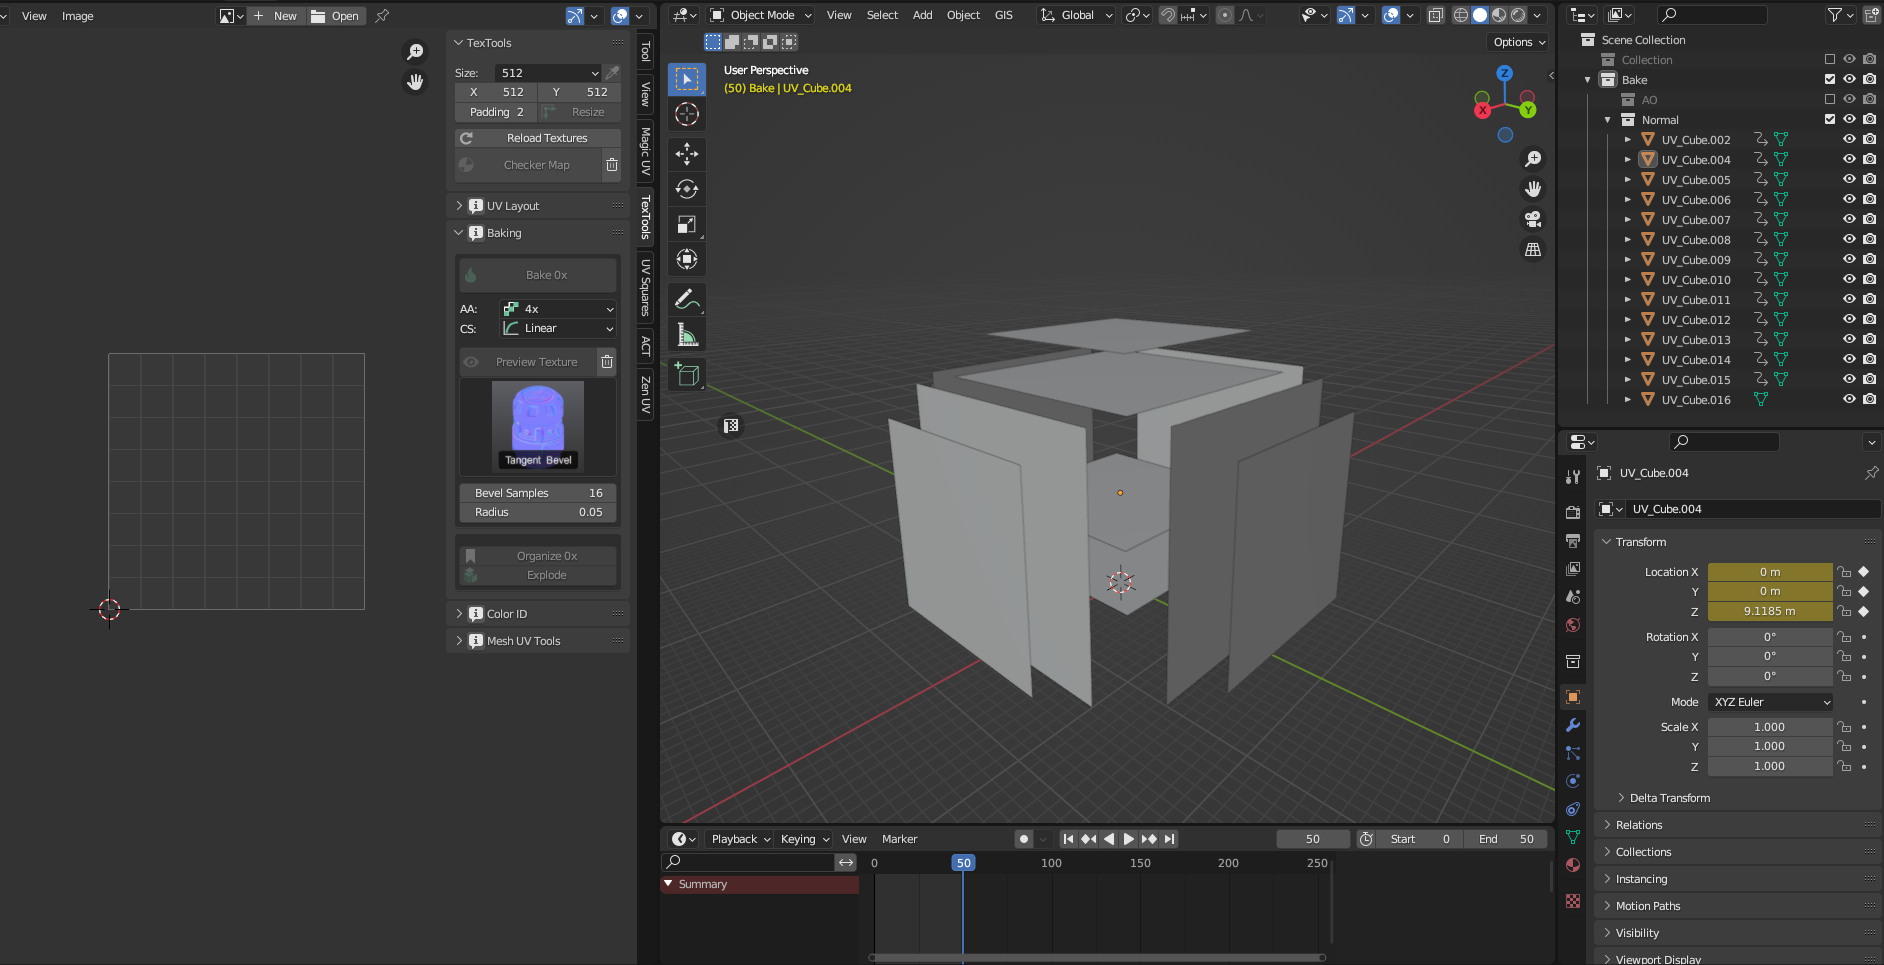 View Image New Open
TexTools
Size: 512
X 512 Y 512
Padding 2 Resize
Reload Textures
Checker Map
UV Layout
Baking
Bake 0x
AA: 4x
CS: Linear
Preview Texture
Tangent Bevel
Bevel Samples 16
Radius 0.05
Organize 0x
Explode
Color ID
Mesh UV Tools
Tool
View
Magic UV
TexTools
UV Squares
ACT
Zen UV
Object Mode View Select Add Object GIS Global
Options
User Perspective
(50) Bake | UV_Cube.004
Z
X
Y
Playback Keying View Marker 50 Start 0 End 50
0 50 100 150 200 250
Summary
Scene Collection
Collection
Bake
AO
Normal
UV_Cube.002
UV_Cube.004
UV_Cube.005
UV_Cube.006
UV_Cube.007
UV_Cube.008
UV_Cube.009
UV_Cube.010
UV_Cube.011
UV_Cube.012
UV_Cube.013
UV_Cube.014
UV_Cube.015
UV_Cube.016
UV_Cube.004
UV_Cube.004
Transform
Location X 0 m
Y 0 m
Z 9.1185 m
Rotation X 0°
Y 0°
Z 0°
Mode XYZ Euler
Scale X 1.000
Y 1.000
Z 1.000
Delta Transform
Relations
Collections
Instancing
Motion Paths
Visibility
Viewport Display